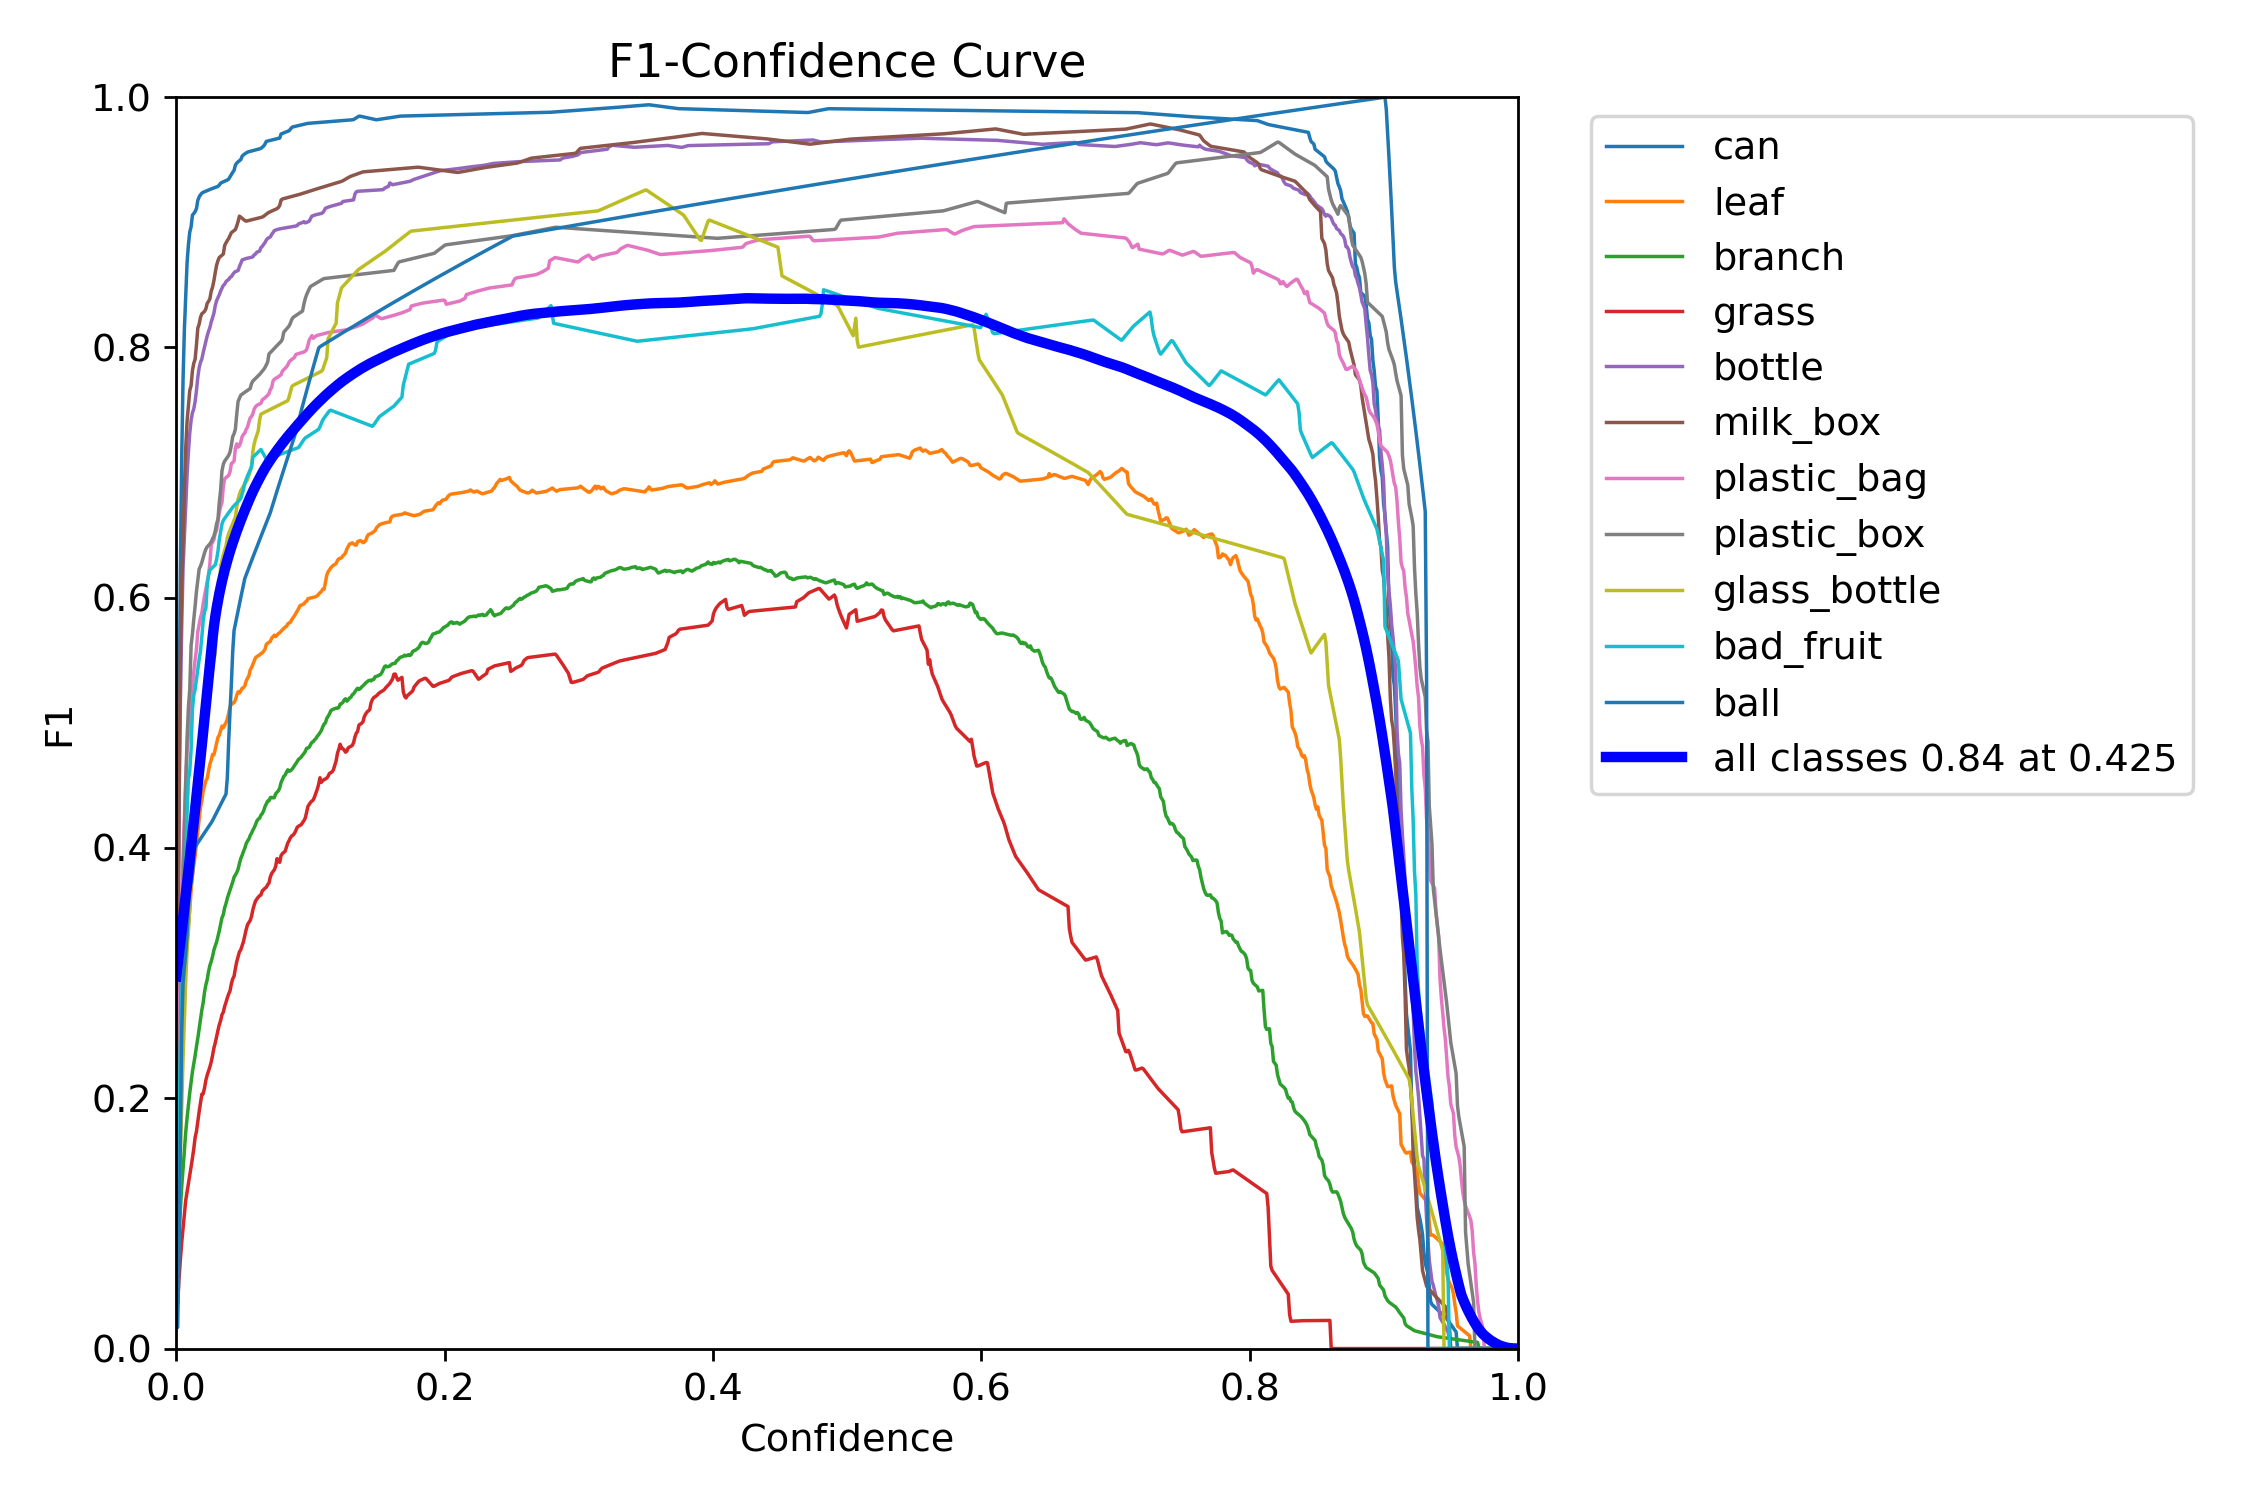 F1-Confidence Curve
1.0
0.8
0.6
0.4
0.2
0.0
F1
0.0 0.2 0.4 0.6 0.8 1.0
Confidence
can
leaf
branch
grass
bottle
milk_box
plastic_bag
plastic_box
glass_bottle
bad_fruit
ball
all classes 0.84 at 0.425